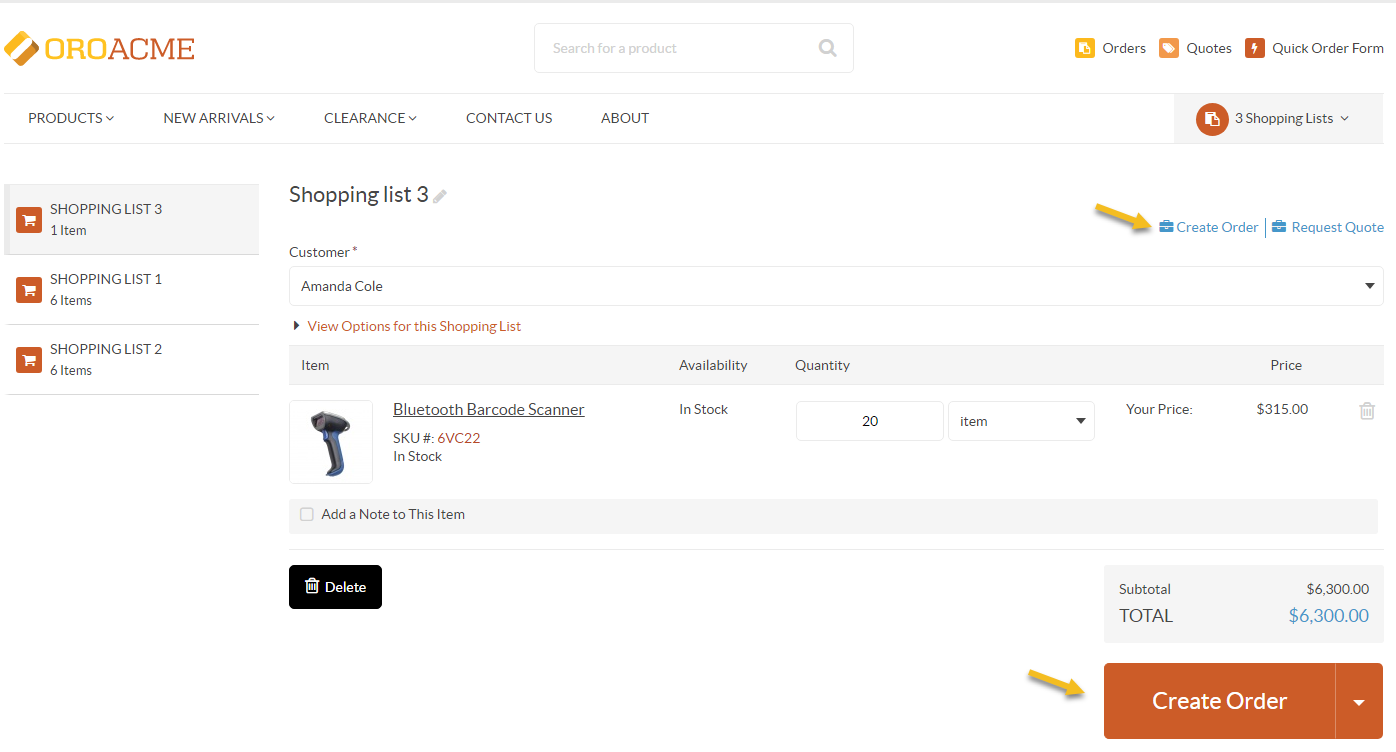 OROACME
Search for a product
Orders
Quotes
Quick Order Form
PRODUCTS
NEW ARRIVALS
CLEARANCE
CONTACT US
ABOUT
3 Shopping Lists
SHOPPING LIST 3
1 Item
SHOPPING LIST 1
6 Items
SHOPPING LIST 2
6 Items
Shopping list 3
Create Order
Request Quote
Customer *
Amanda Cole
View Options for this Shopping List
Item Availability Quantity Price
Bluetooth Barcode Scanner
SKU #: 6VC22
In Stock
In Stock
20
item
Your Price: $315.00
Add a Note to This Item
Delete
Subtotal $6,300.00
TOTAL $6,300.00
Create Order